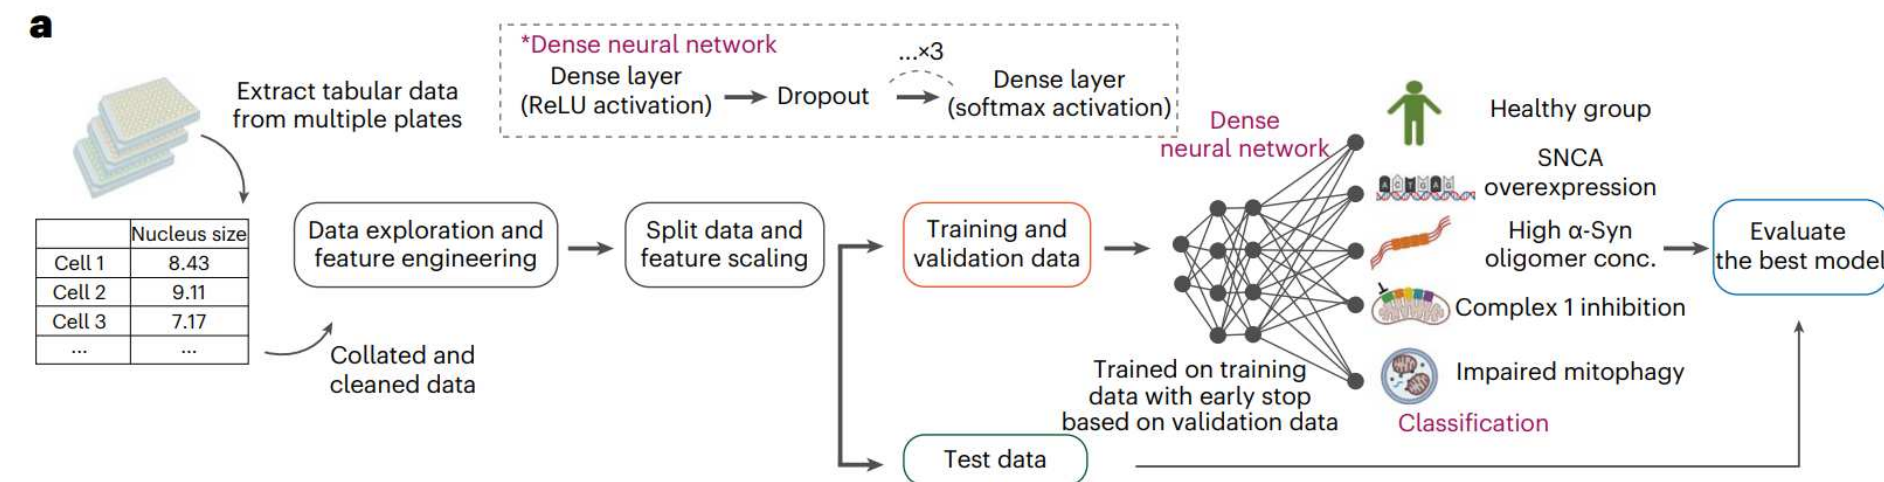 a
Extract tabular data
from multiple plates
*Dense neural network
Dense layer
(ReLU activation)
Dropout
...×3
Dense layer
(softmax activation)
Nucleus size
Cell 1 8.43
Cell 2 9.11
Cell 3 7.17
... ...
Collated and
cleaned data
Data exploration and
feature engineering
Split data and
feature scaling
Training and
validation data
Test data
Dense
neural network
Trained on training
data with early stop
based on validation data
Healthy group
A C T G A G
SNCA
overexpression
High α-Syn
oligomer conc.
Complex 1 inhibition
Impaired mitophagy
Classification
Evaluate
the best model